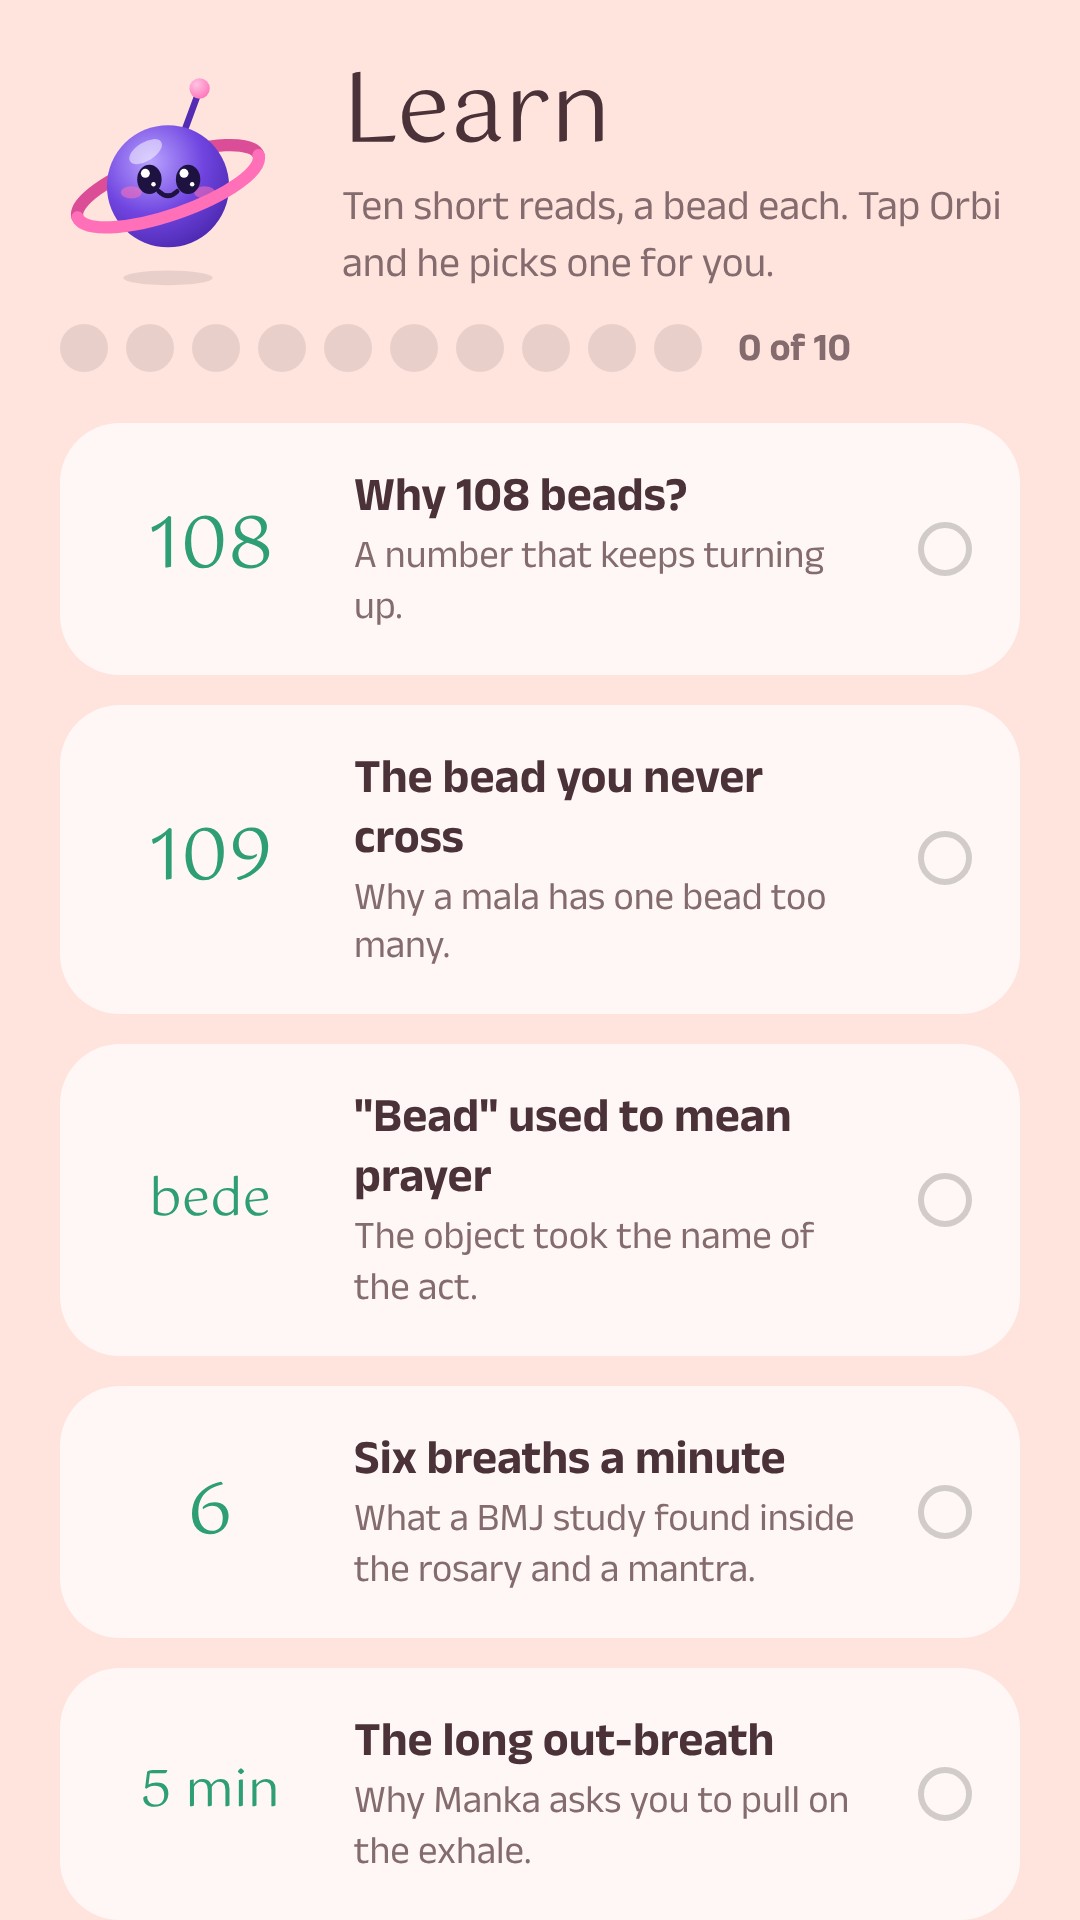 Learn
Ten short reads, a bead each. Tap Orbi
and he picks one for you.
0 of 10
108
Why 108 beads?
A number that keeps turning
up.
109
The bead you never
cross
Why a mala has one bead too
many.
bede
"Bead" used to mean
prayer
The object took the name of
the act.
6
Six breaths a minute
What a BMJ study found inside
the rosary and a mantra.
5 min
The long out-breath
Why Manka asks you to pull on
the exhale.